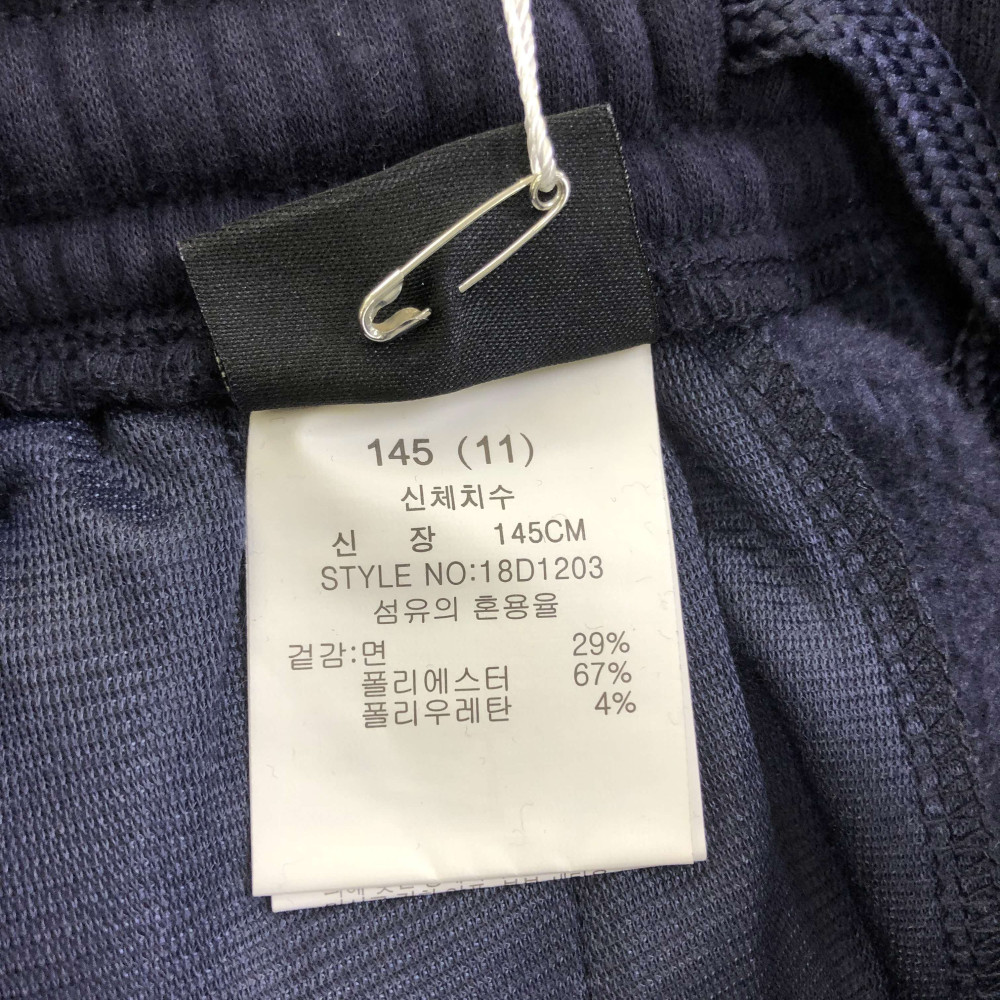 145 (11)
신체치수
신 장 145CM
STYLE NO:18D1203
섬유의 혼용율
겉감:면 29%
폴리에스터 67%
폴리우레탄 4%